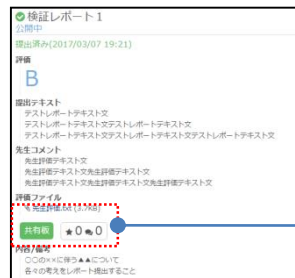 検証レポート1
公開中
提出済み(2017/03/07 19:21)
評価
B
提出テキスト
テストレポートテキスト文
テストレポートテキスト文テストレポートテキスト文
テストレポートテキスト文テストレポートテキスト文テストレポートテキスト文
先生コメント
先生評価テキスト文
先生評価テキスト文先生評価テキスト文
先生評価テキスト文先生評価テキスト文先生評価テキスト文
評価ファイル
先生評価.txt (3.7KB)
共有板 ★0 0
内容/備考
〇〇の××に伴う▲▲について
各々の考えをレポート提出すること